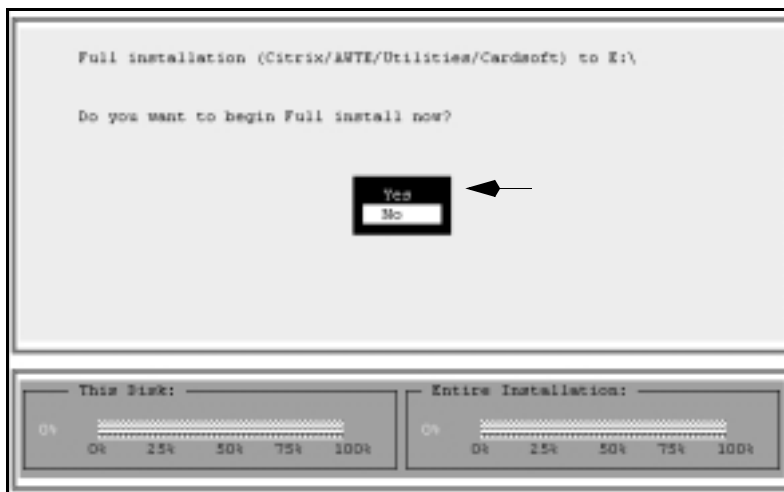 Full installation (Citrix/AWTE/Utilities/Cardsoft) to E:\
Do you want to begin Full install now?
Yes
No
This Disk:
0%
0% 25% 50% 75% 100%
Entire Installation:
0%
0% 25% 50% 75% 100%